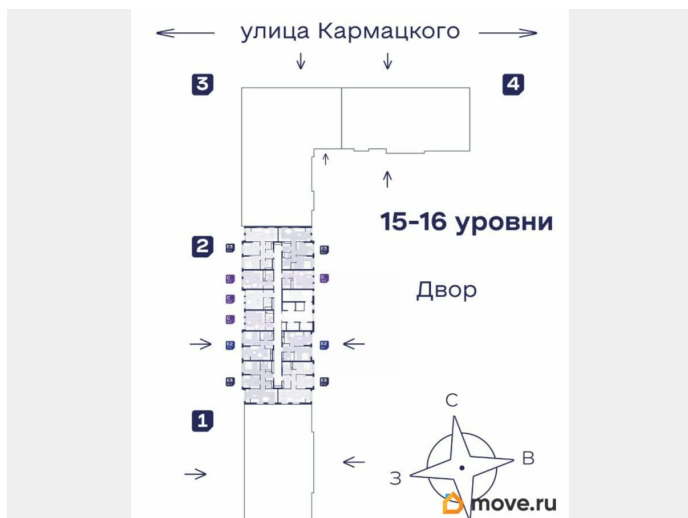 улица Кармацкого
3
4
15-16 уровни
2
Двор
1
С
В
З
move.ru